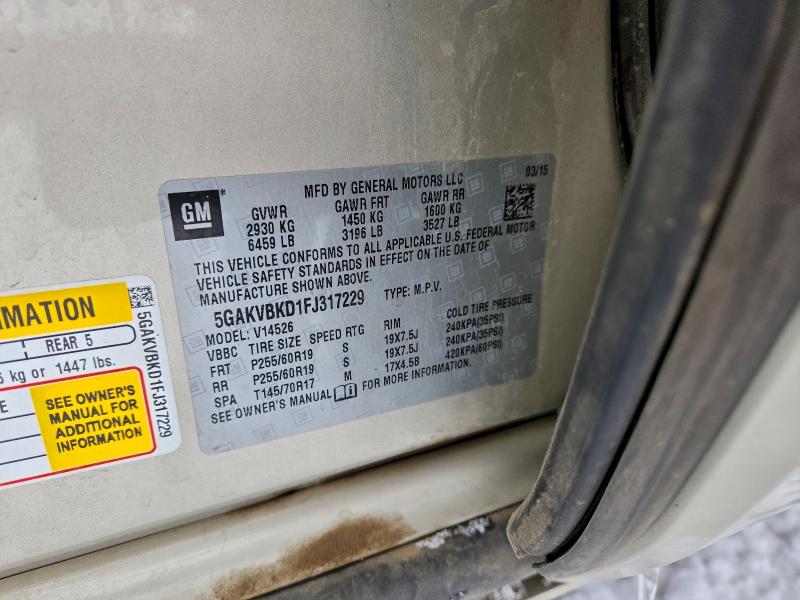 GM
MFD BY GENERAL MOTORS LLC 03/15
GVWR GAWR FRT GAWR RR
2930 KG 1450 KG 1600 KG
6459 LB 3196 LB 3527 LB
THIS VEHICLE CONFORMS TO ALL APPLICABLE U.S. FEDERAL MOTOR
VEHICLE SAFETY STANDARDS IN EFFECT ON THE DATE OF
MANUFACTURE SHOWN ABOVE.
5GAKVBKD1FJ317229 TYPE: M.P.V.
MODEL: V14526
VBBC TIRE SIZE SPEED RTG RIM COLD TIRE PRESSURE
FRT P255/60R19 S 19X7.5J 240KPA(35PSI)
RR P255/60R19 S 19X7.5J 240KPA(35PSI)
SPA T145/70R17 M 17X4.5B 420KPA(60PSI)
SEE OWNER'S MANUAL FOR MORE INFORMATION.
MATION
REAR 5
kg or 1447 lbs.
SEE OWNER'S
MANUAL FOR
ADDITIONAL
INFORMATION
5GAKVBKD1FJ317229